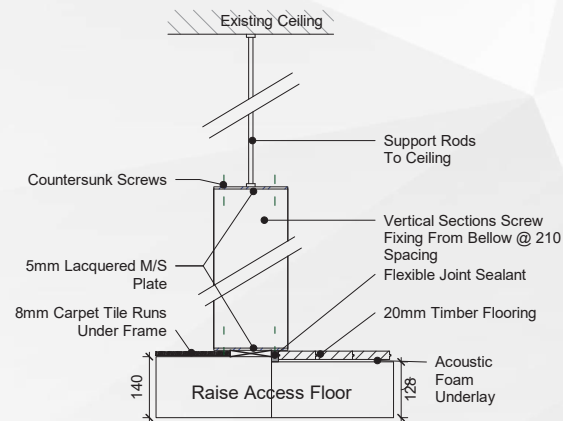 Existing Ceiling
Support Rods
To Ceiling
Countersunk Screws
Vertical Sections Screw
Fixing From Bellow @ 210
Spacing
5mm Lacquered M/S
Plate
Flexible Joint Sealant
8mm Carpet Tile Runs
Under Frame
20mm Timber Flooring
Acoustic
Foam
Underlay
140
Raise Access Floor
128